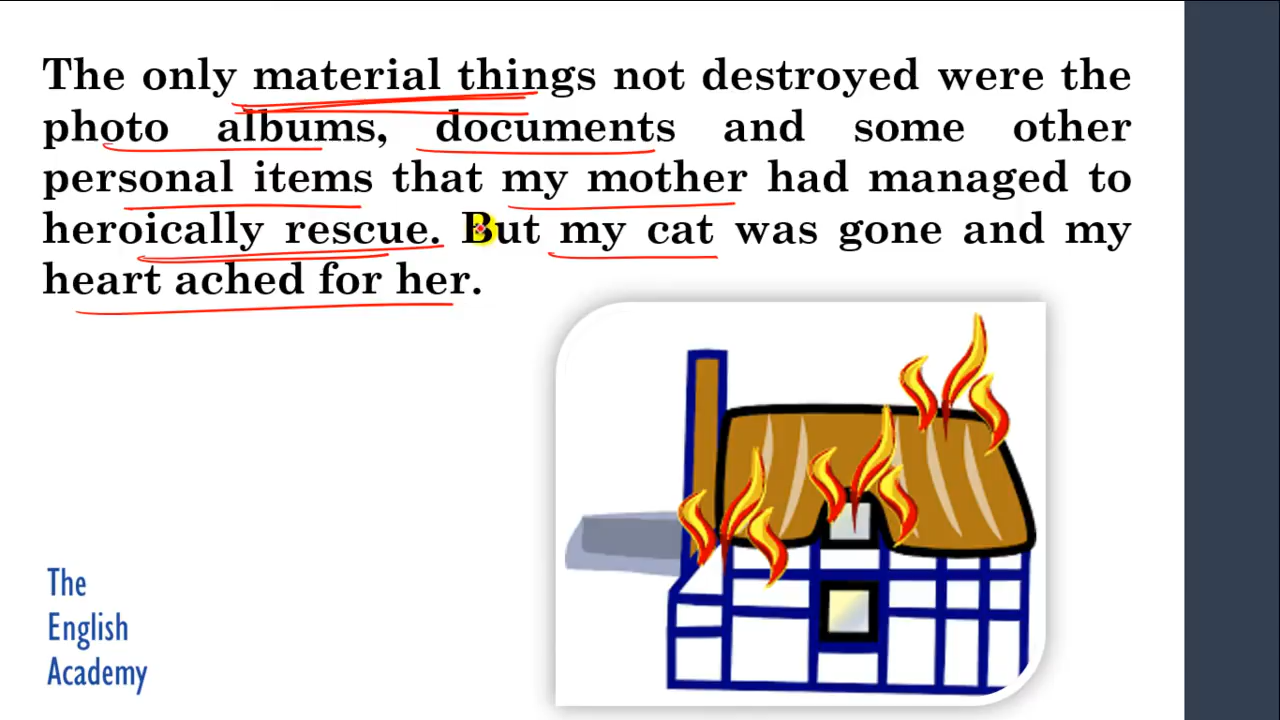 The only material things not destroyed were the
photo albums, documents and some other
personal items that my mother had managed to
heroically rescue. But my cat was gone and my
heart ached for her.
The
English
Academy